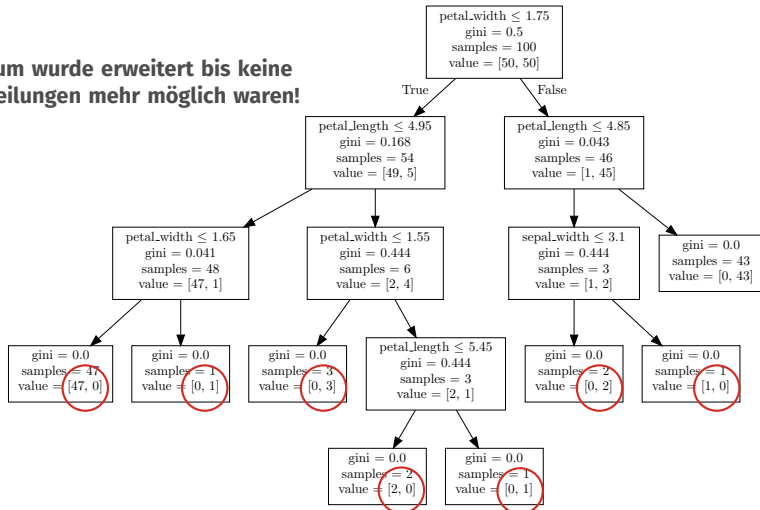 um wurde erweitert bis keine
eilungen mehr möglich waren!
petal_width ≤ 1.75
gini = 0.5
samples = 100
value = [50, 50]
True
False
petal_length ≤ 4.95
gini = 0.168
samples = 54
value = [49, 5]
petal_length ≤ 4.85
gini = 0.043
samples = 46
value = [1, 45]
petal_width ≤ 1.65
gini = 0.041
samples = 48
value = [47, 1]
petal_width ≤ 1.55
gini = 0.444
samples = 6
value = [2, 4]
sepal_width ≤ 3.1
gini = 0.444
samples = 3
value = [1, 2]
gini = 0.0
samples = 43
value = [0, 43]
gini = 0.0
samples = 47
value = [47, 0]
gini = 0.0
samples = 1
value = [0, 1]
gini = 0.0
samples = 3
value = [0, 3]
petal_length ≤ 5.45
gini = 0.444
samples = 3
value = [2, 1]
gini = 0.0
samples = 2
value = [0, 2]
gini = 0.0
samples = 1
value = [1, 0]
gini = 0.0
samples = 2
value = [2, 0]
gini = 0.0
samples = 1
value = [0, 1]